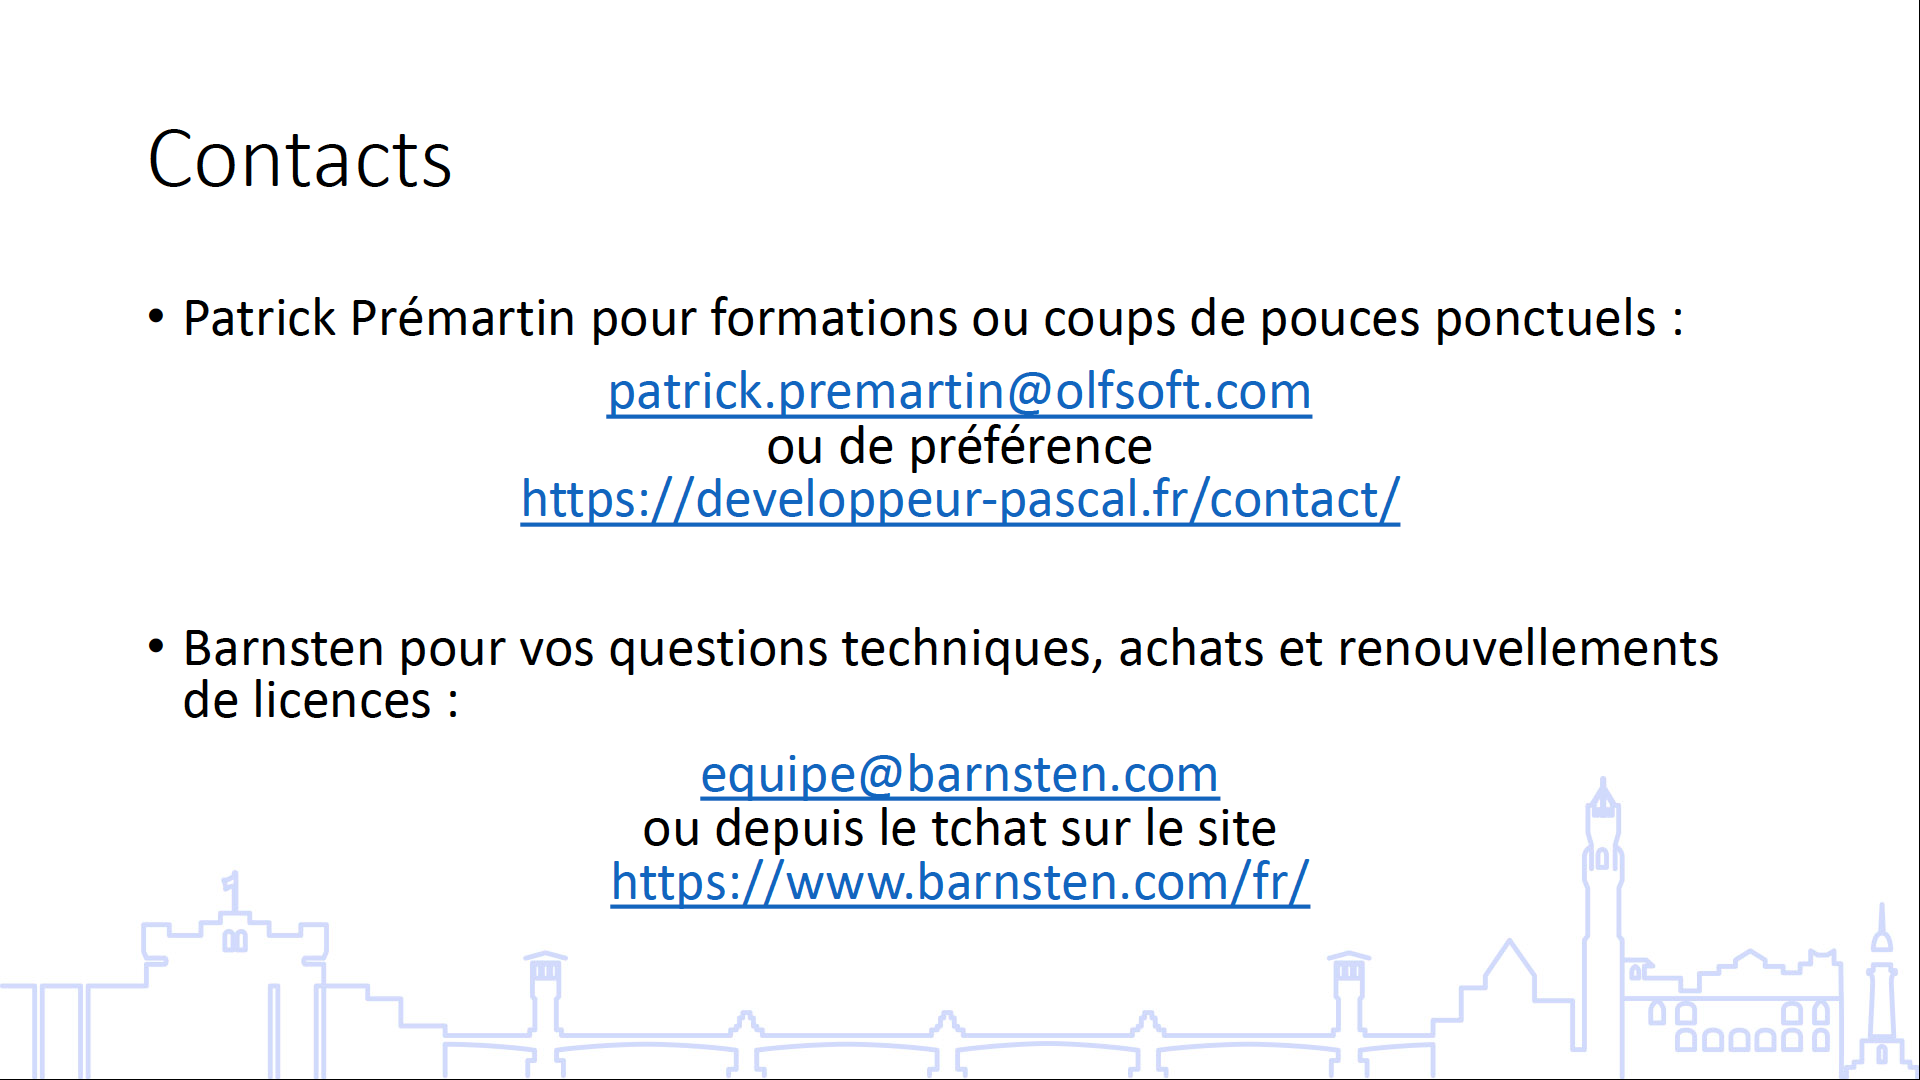 Contacts
• Patrick Prémartin pour formations ou coups de pouces ponctuels :
patrick.premartin@olfsoft.com
ou de préférence
https://developpeur-pascal.fr/contact/
• Barnsten pour vos questions techniques, achats et renouvellements
de licences :
equipe@barnsten.com
ou depuis le tchat sur le site
https://www.barnsten.com/fr/